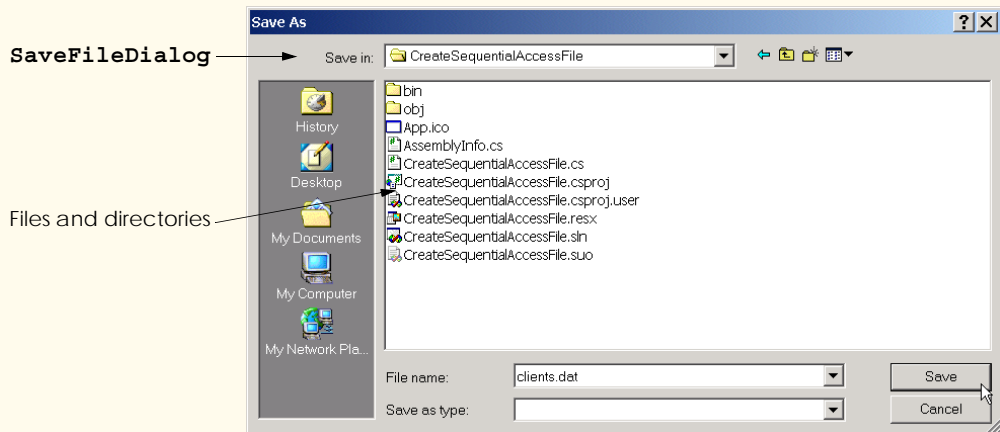 Save As
SaveFileDialog
Save in:
CreateSequentialAccessFile
bin
obj
App.ico
AssemblyInfo.cs
CreateSequentialAccessFile.cs
CreateSequentialAccessFile.csproj
CreateSequentialAccessFile.csproj.user
CreateSequentialAccessFile.resx
CreateSequentialAccessFile.sln
CreateSequentialAccessFile.suo
History
Desktop
Files and directories
My Documents
My Computer
My Network Pla...
File name:
clients.dat
Save
Save as type:
Cancel